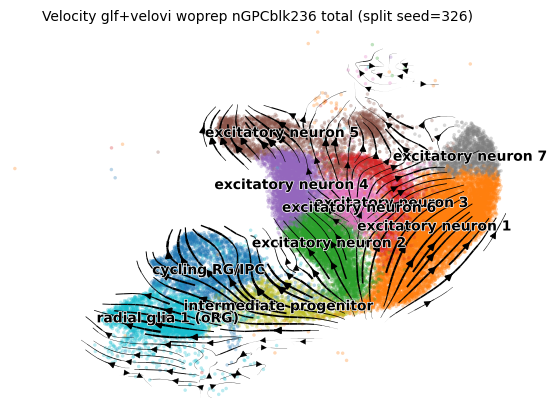 Velocity glf+velovi woprep nGPCblk236 total (split seed=326)
excitatory neuron 5
excitatory neuron 7
excitatory neuron 4
excitatory neuron 3
excitatory neuron 6
excitatory neuron 1
excitatory neuron 2
cycling RG/IPC
intermediate progenitor
radial glia 1 (oRG)